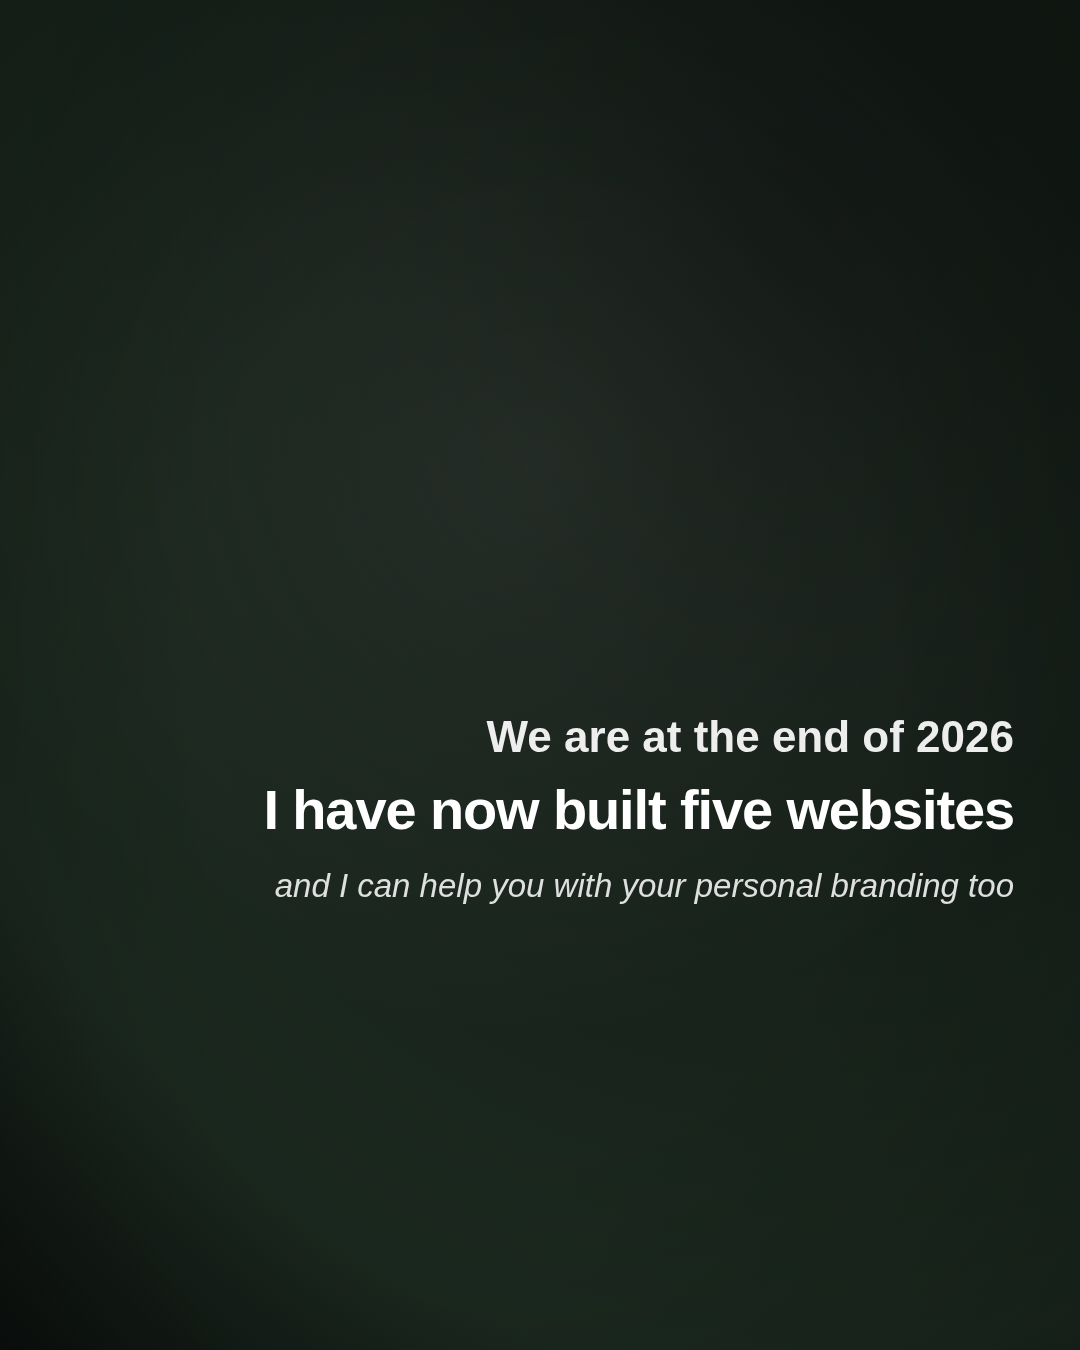 We are at the end of 2026
I have now built five websites
and I can help you with your personal branding too